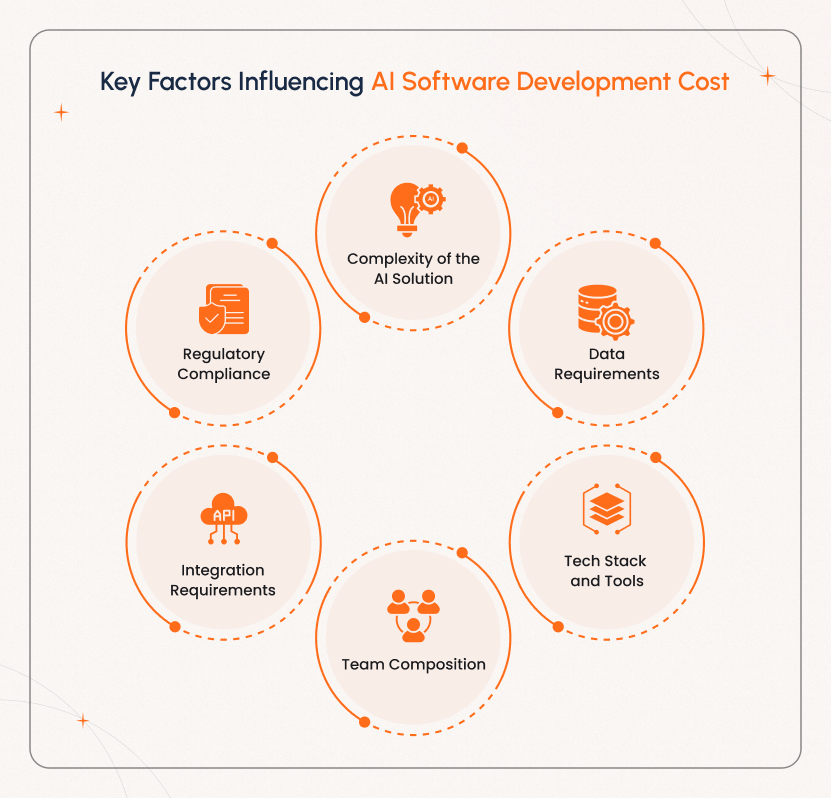 Key Factors Influencing AI Software Development Cost
AI
Complexity of the
AI Solution
Regulatory
Compliance
Data
Requirements
API
Integration
Requirements
Tech Stack
and Tools
Team Composition